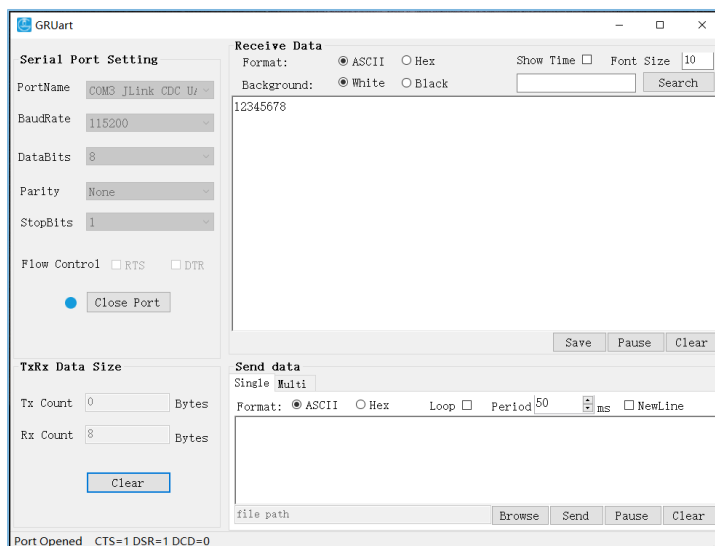 GRUart
Serial Port Setting
PortName COM3 JLink CDC UA
BaudRate 115200
DataBits 8
Parity None
StopBits 1
Flow Control RTS DTR
Close Port
TxRx Data Size
Tx Count 0 Bytes
Rx Count 8 Bytes
Clear
Receive Data
Format: ASCII Hex Show Time Font Size 10
Background: White Black Search
12345678
Save Pause Clear
Send data
Single Multi
Format: ASCII Hex Loop Period 50 ms NewLine
file path Browse Send Pause Clear
Port Opened CTS=1 DSR=1 DCD=0